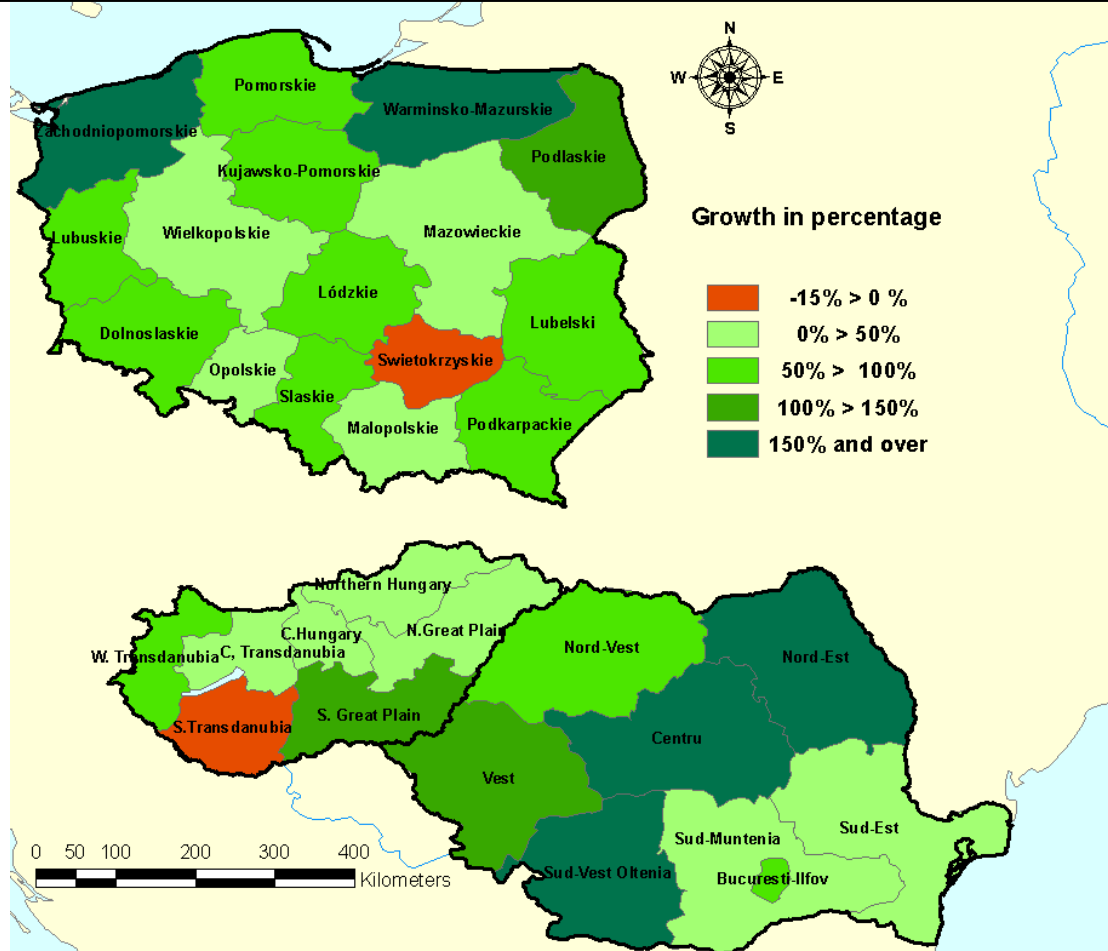 N
W
E
S
Pomorskie
Warminsko-Mazurskie
Zachodniopomorskie
Podlaskie
Kujawsko-Pomorskie
Lubuskie
Wielkopolskie
Mazowieckie
Growth in percentage
Lódzkie
-15% > 0 %
Dolnoslaskie
Lubelski
0% > 50%
Swietokrzyskie
Opolskie
50% > 100%
Slaskie
100% > 150%
Malopolskie
Podkarpackie
150% and over
Northern Hungary
C.Hungary
N.Great Plain
W. Transdanubia
C, Transdanubia
Nord-Vest
Nord-Est
S. Great Plain
S.Transdanubia
Centru
Vest
Sud-Muntenia
Sud-Est
0 50 100 200 300 400
Kilometers
Sud-Vest Oltenia
Bucuresti-Ilfov